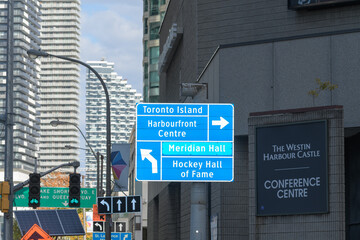 Toronto Island
Harbourfront
Centre
Meridian Hall
Hockey Hall
of Fame
THE WESTIN
HARBOUR CASTLE
CONFERENCE
CENTRE